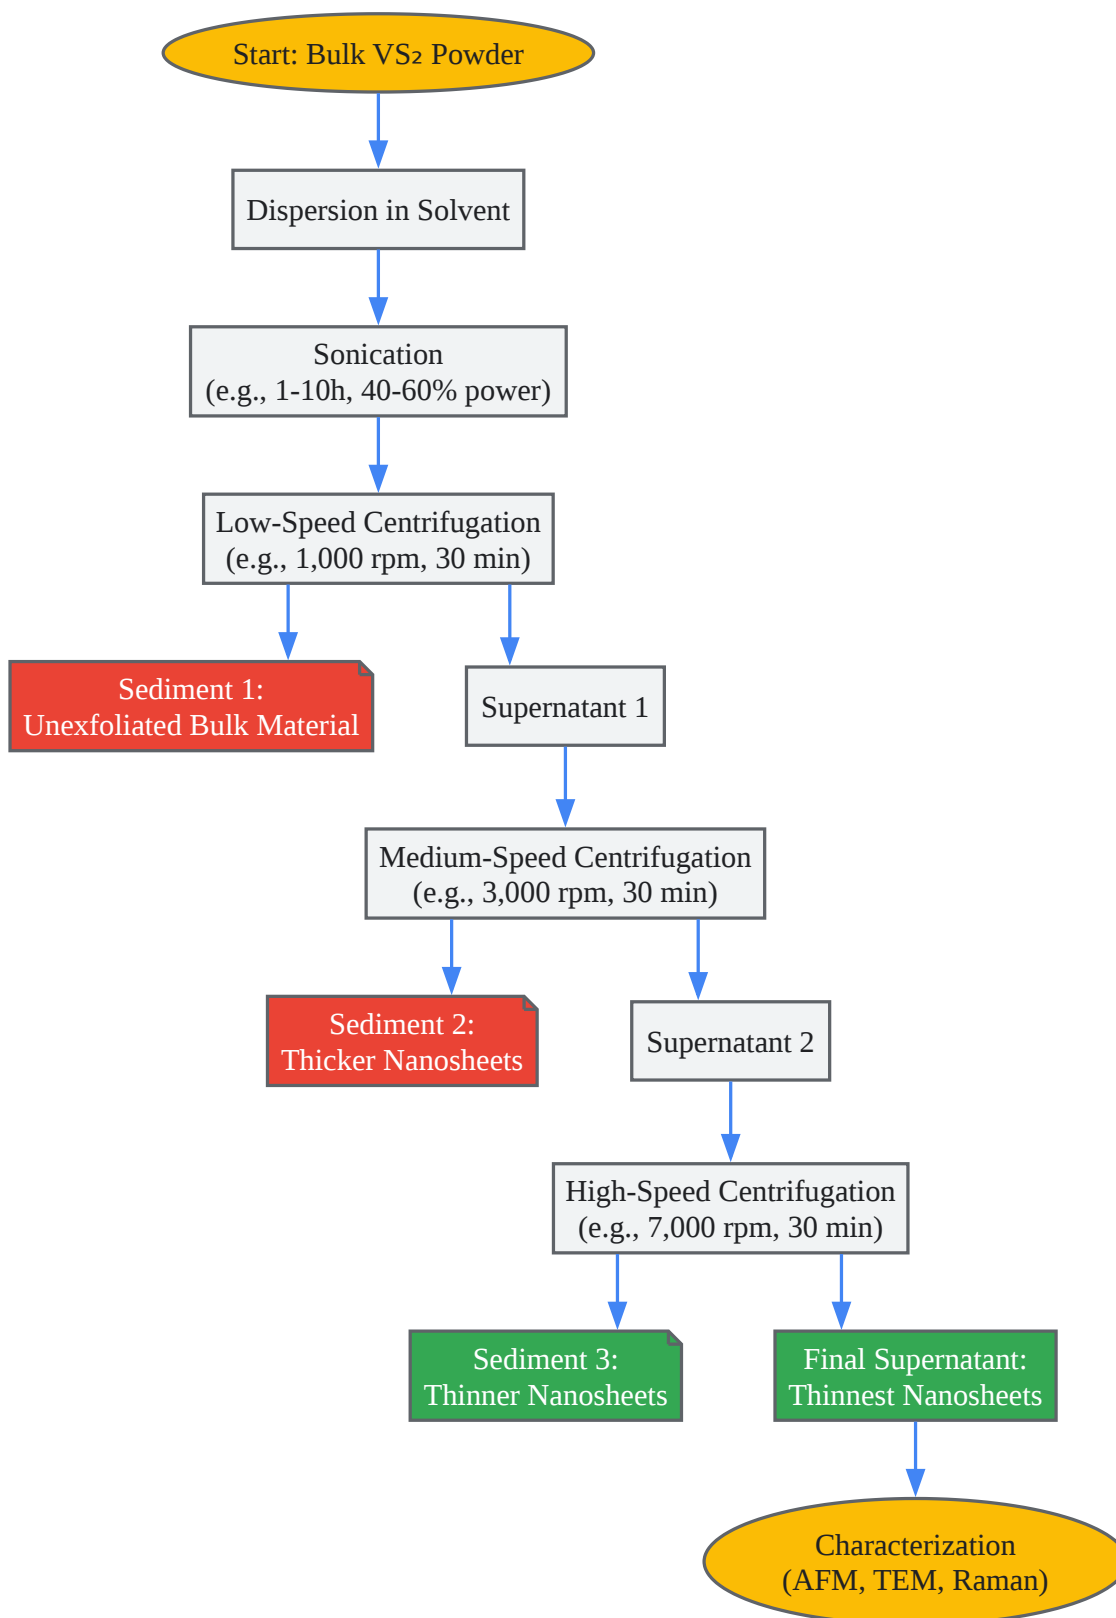 Start: Bulk VS₂ Powder
Dispersion in Solvent
Sonication
(e.g., 1-10h, 40-60% power)
Low-Speed Centrifugation
(e.g., 1,000 rpm, 30 min)
Sediment 1:
Unexfoliated Bulk Material
Supernatant 1
Medium-Speed Centrifugation
(e.g., 3,000 rpm, 30 min)
Sediment 2:
Thicker Nanosheets
Supernatant 2
High-Speed Centrifugation
(e.g., 7,000 rpm, 30 min)
Sediment 3:
Thinner Nanosheets
Final Supernatant:
Thinnest Nanosheets
Characterization
(AFM, TEM, Raman)